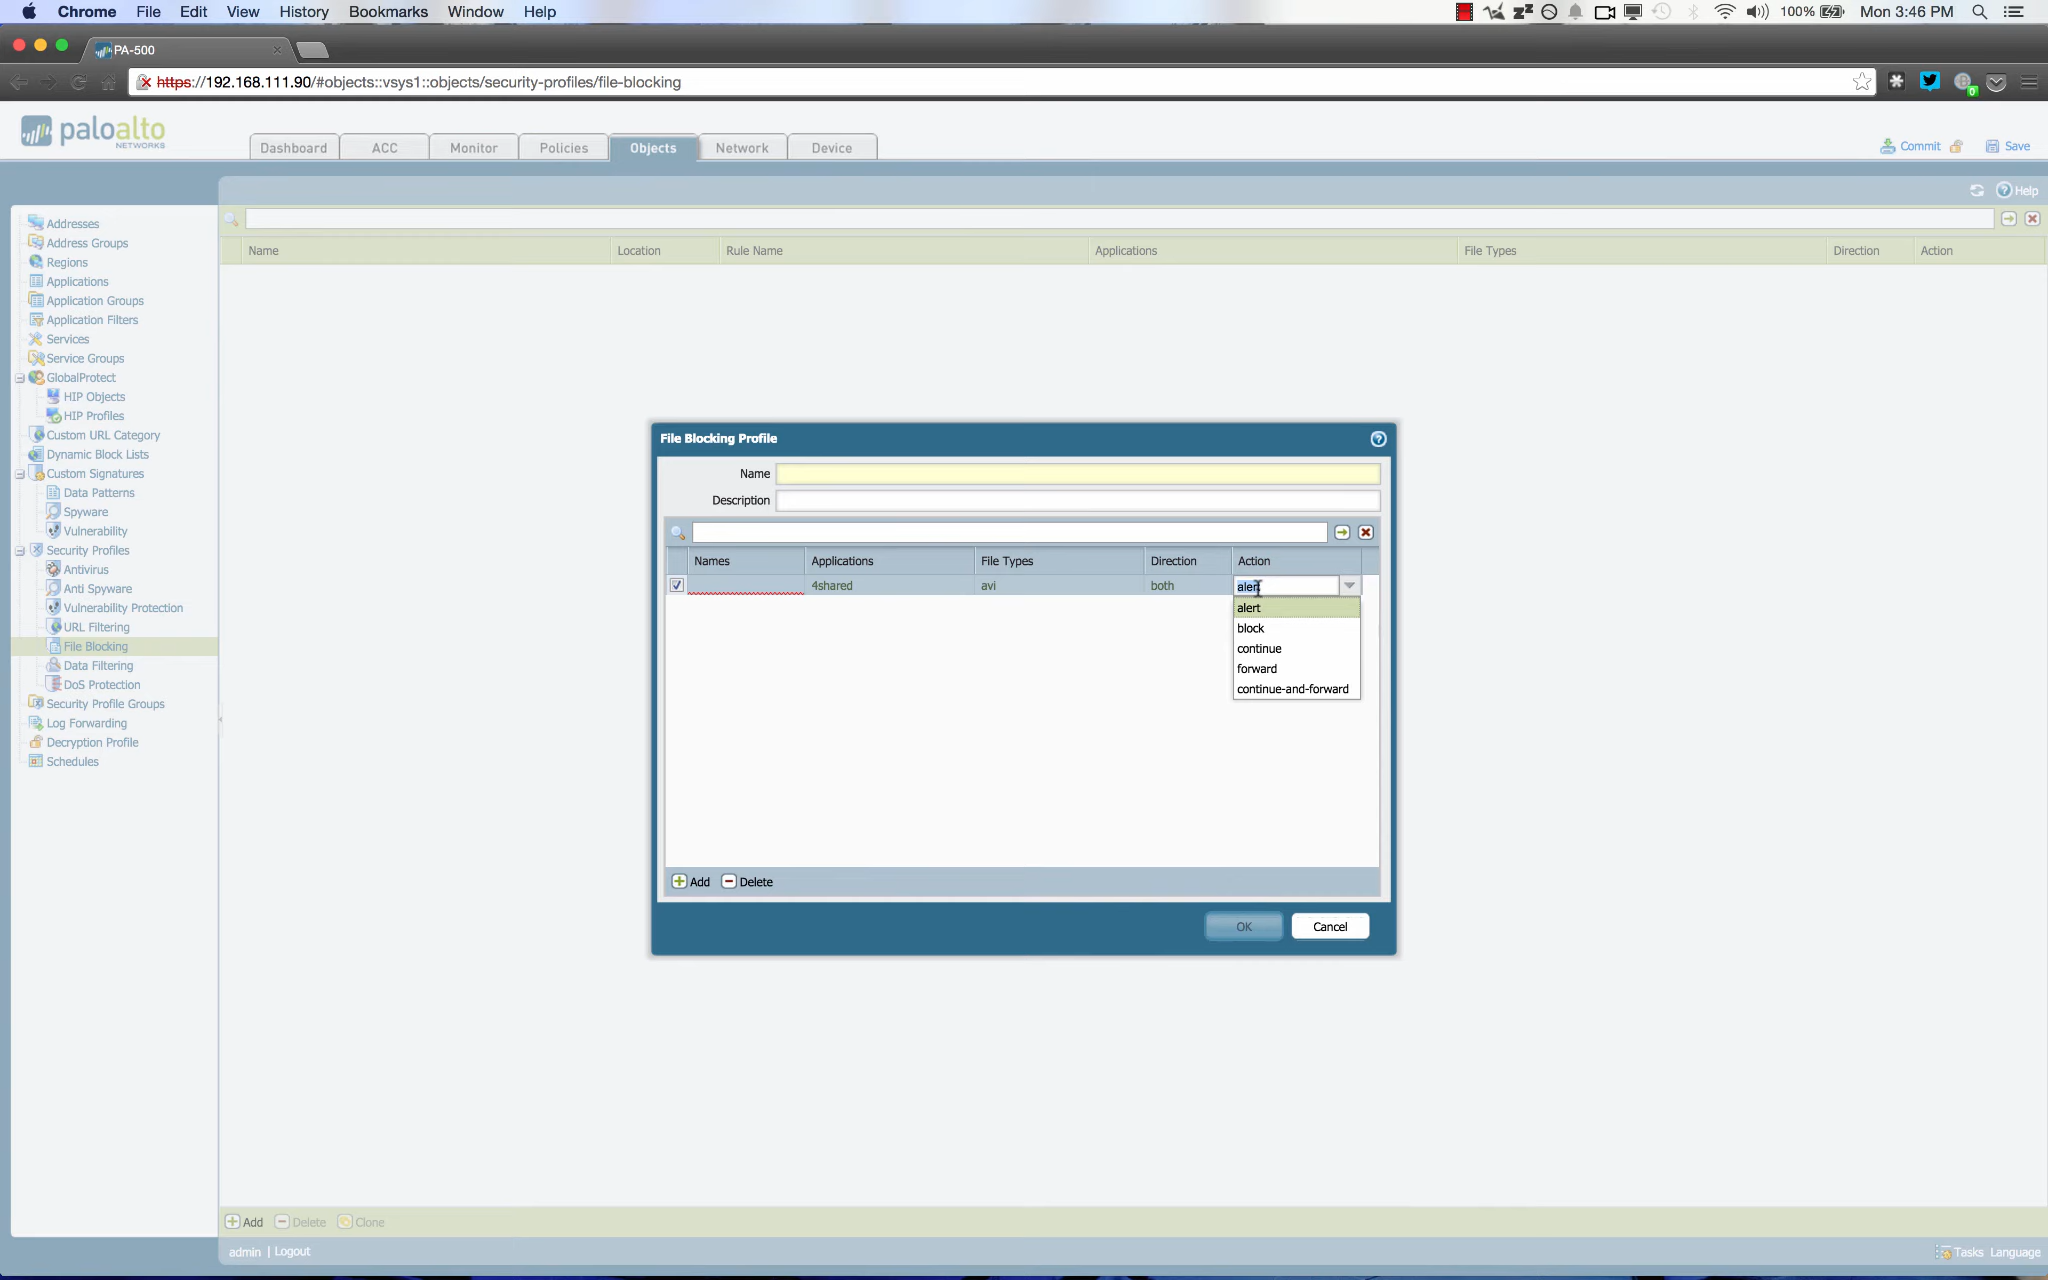 Chrome File Edit View History Bookmarks Window Help 100% Mon 3:46 PM
PA-500
https://192.168.111.90/#objects::vsys1::objects/security-profiles/file-blocking
0
paloalto
NETWORKS
Dashboard ACC Monitor Policies Objects Network Device
Commit Save
Help
Name Location Rule Name Applications File Types Direction Action
Addresses
Address Groups
Regions
Applications
Application Groups
Application Filters
Services
Service Groups
GlobalProtect
HIP Objects
HIP Profiles
Custom URL Category
Dynamic Block Lists
Custom Signatures
Data Patterns
Spyware
Vulnerability
Security Profiles
Antivirus
Anti Spyware
Vulnerability Protection
URL Filtering
File Blocking
Data Filtering
DoS Protection
Security Profile Groups
Log Forwarding
Decryption Profile
Schedules
File Blocking Profile
Name
Description
Names Applications File Types Direction Action
4shared avi both alert
alert
block
continue
forward
continue-and-forward
Add Delete
OK Cancel
Add Delete Clone
admin | Logout
Tasks Language